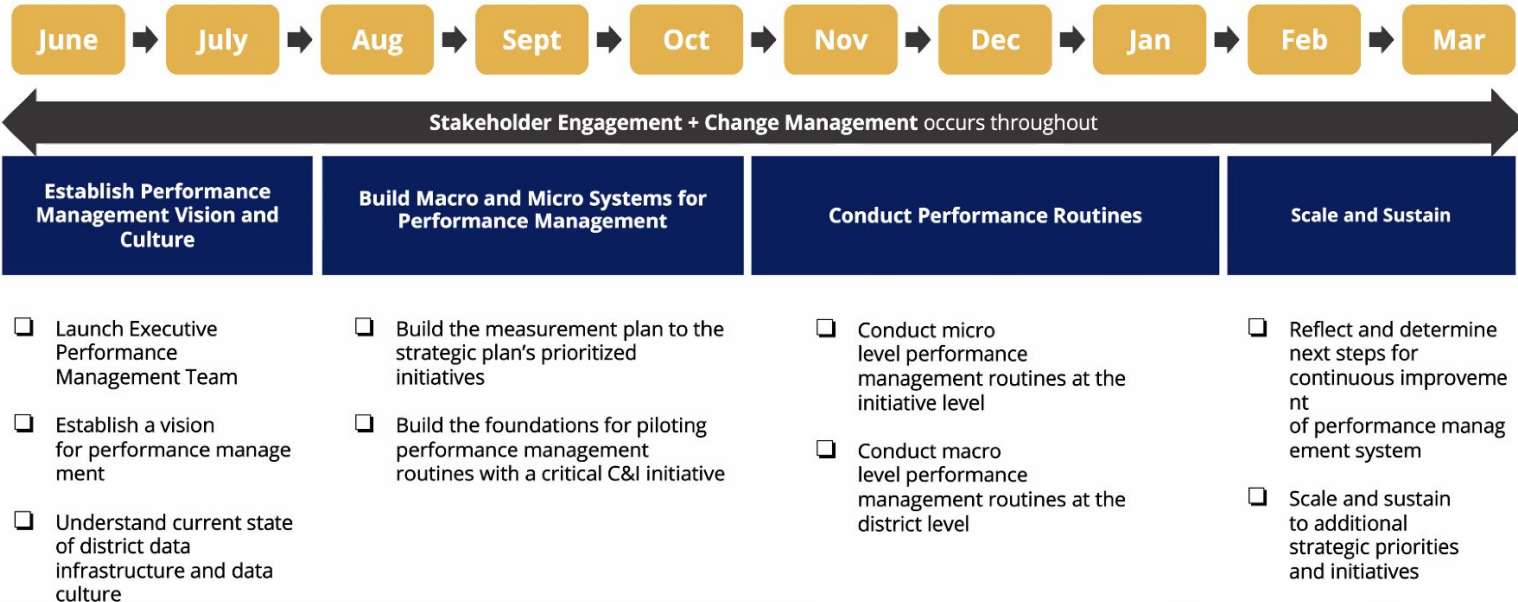 June
July
Aug
Sept
Oct
Nov
Dec
Jan
Feb
Mar
Stakeholder Engagement + Change Management occurs throughout
Establish Performance
Management Vision and
Culture
Build Macro and Micro Systems for
Performance Management
Conduct Performance Routines
Scale and Sustain
Launch Executive
Performance
Management Team
Establish a vision
for performance manage
ment
Understand current state
of district data
infrastructure and data
culture
Build the measurement plan to the
strategic plan's prioritized
initiatives
Build the foundations for piloting
performance management
routines with a critical C&I initiative
Conduct micro
level performance
management routines at the
initiative level
Conduct macro
level performance
management routines at the
district level
Reflect and determine
next steps for
continuous improveme
nt
of performance manag
ement system
Scale and sustain
to additional
strategic priorities
and initiatives